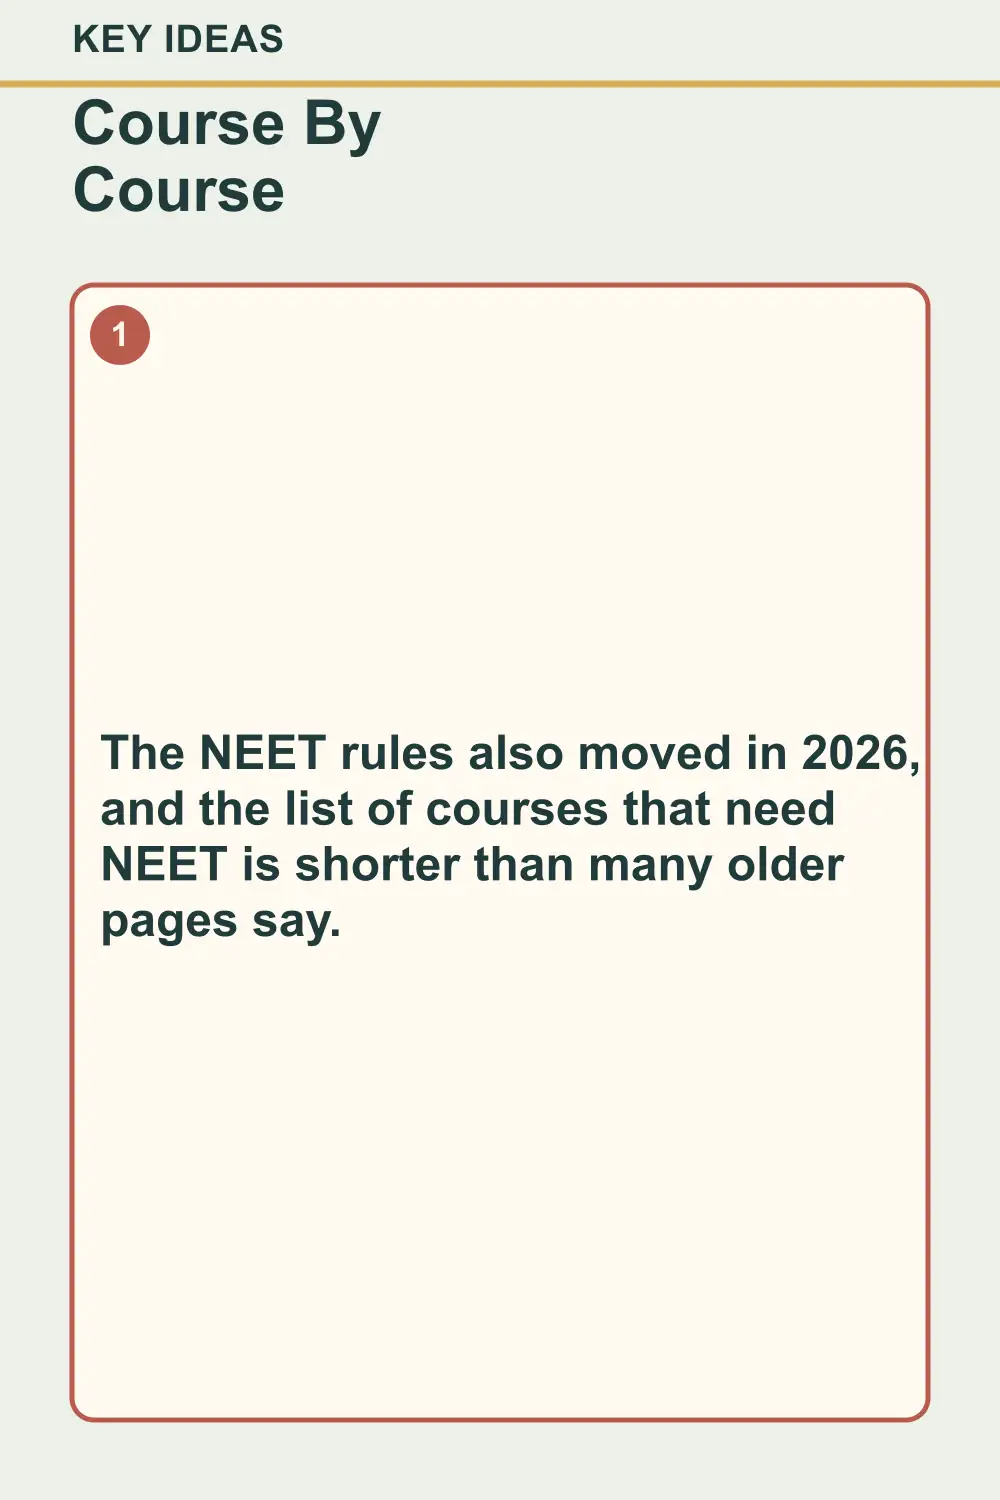 KEY IDEAS
Course By
Course
1
The NEET rules also moved in 2026,
and the list of courses that need
NEET is shorter than many older
pages say.